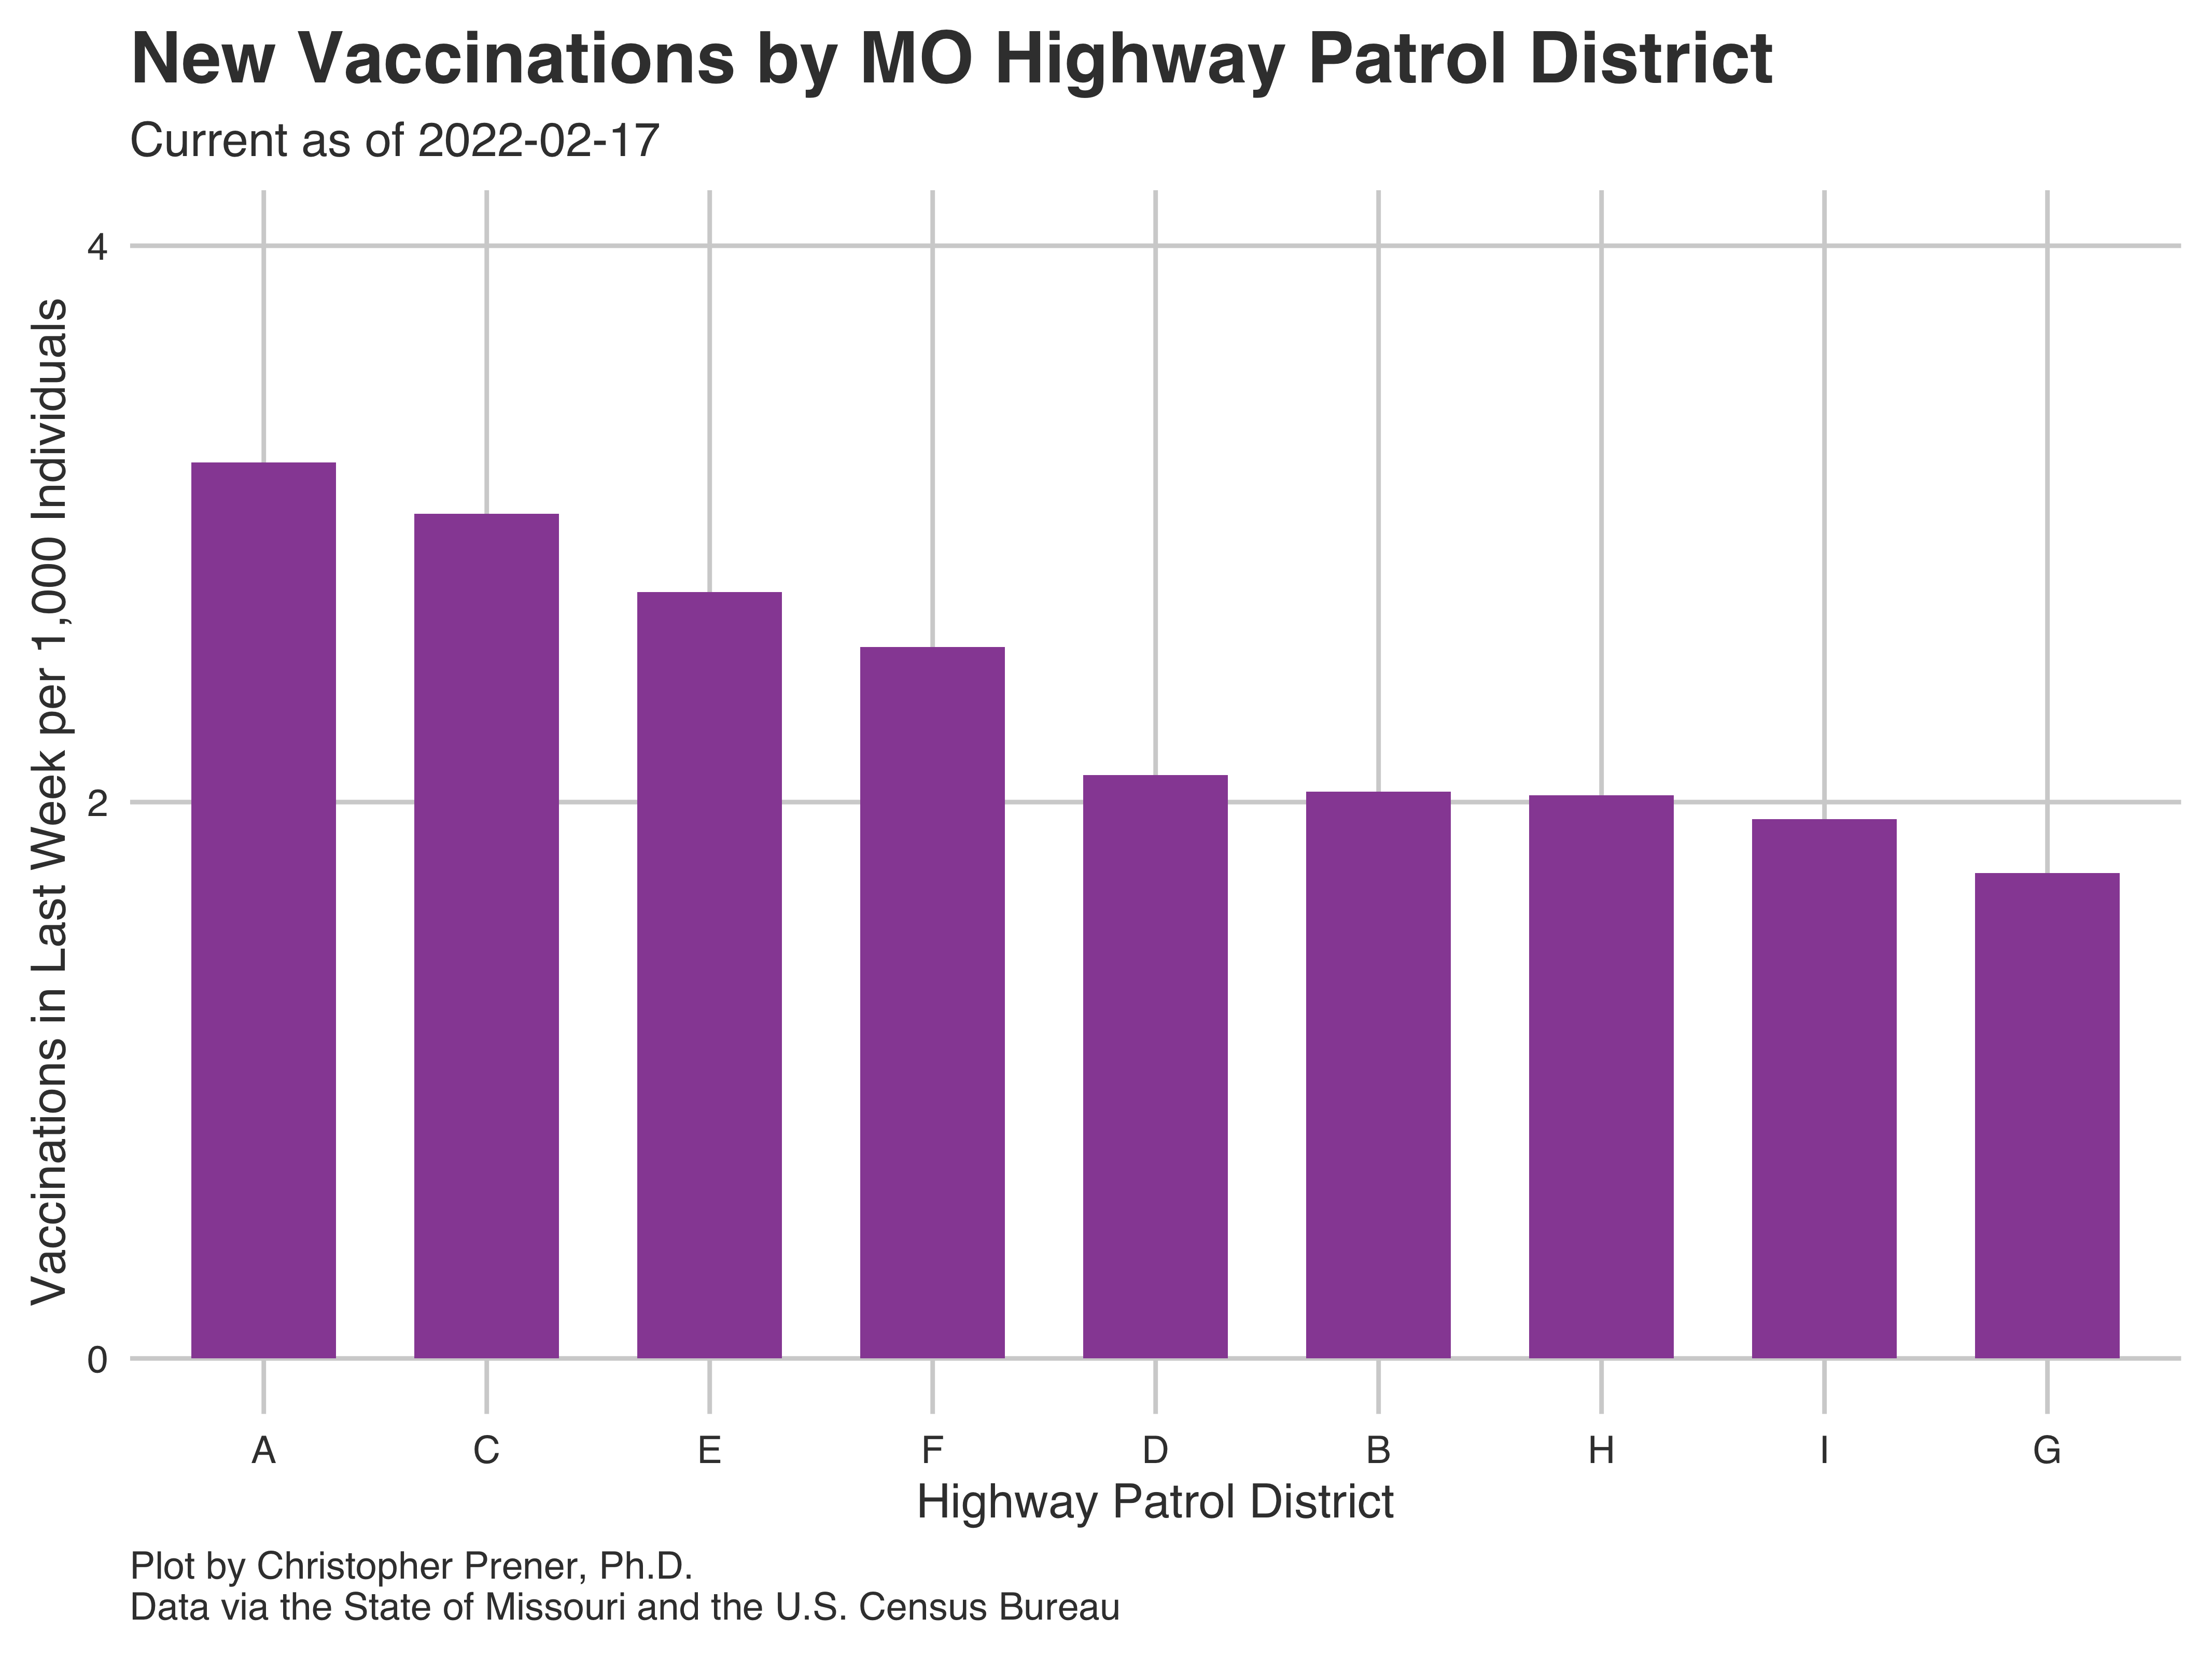 New Vaccinations by MO Highway Patrol District
Current as of 2022-02-17
Vaccinations in Last Week per 1,000 Individuals
4
2
0
A C E F D B H I G
Highway Patrol District
Plot by Christopher Prener, Ph.D.
Data via the State of Missouri and the U.S. Census Bureau